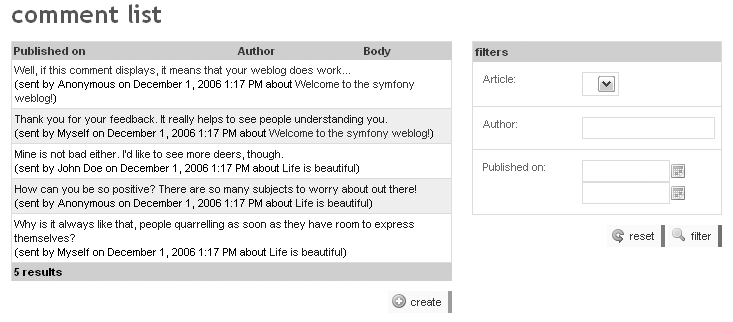 comment list
Published on Author Body
Well, if this comment displays, it means that your weblog does work...
(sent by Anonymous on December 1, 2006 1:17 PM about Welcome to the symfony
weblog!)
Thank you for your feedback. It really helps to see people understanding you.
(sent by Myself on December 1, 2006 1:17 PM about Welcome to the symfony weblog!)
Mine is not bad either. I'd like to see more deers, though.
(sent by John Doe on December 1, 2006 1:17 PM about Life is beautiful)
How can you be so positive? There are so many subjects to worry about out there!
(sent by Anonymous on December 1, 2006 1:17 PM about Life is beautiful)
Why is it always like that, people quarrelling as soon as they have room to express
themselves?
(sent by Myself on December 1, 2006 1:17 PM about Life is beautiful)
5 results
create
filters
Article:
Author:
Published on:
reset filter